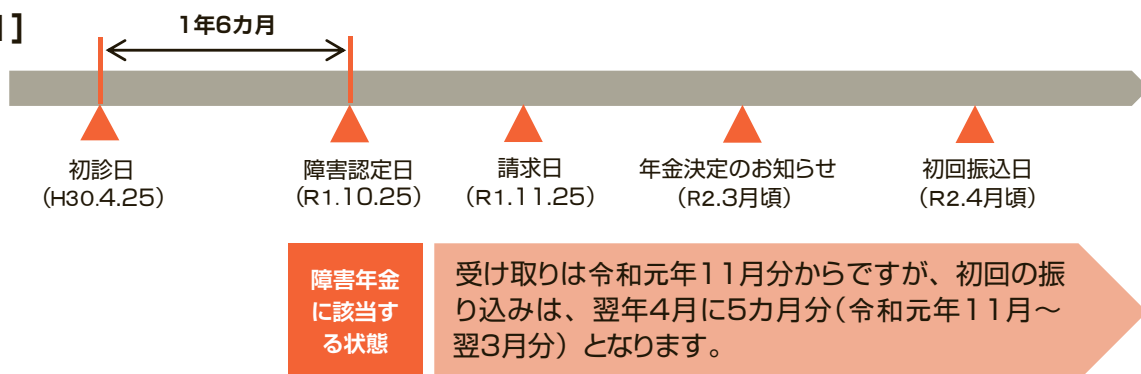 ]
1年6カ月
初診日
(H30.4.25)
障害認定日
(R1.10.25)
請求日
(R1.11.25)
年金決定のお知らせ
(R2.3月頃)
初回振込日
(R2.4月頃)
障害年金
に該当す
る状態
受け取りは令和元年11月分からですが、初回の振
り込みは、翌年4月に5カ月分(令和元年11月～
翌3月分) となります。